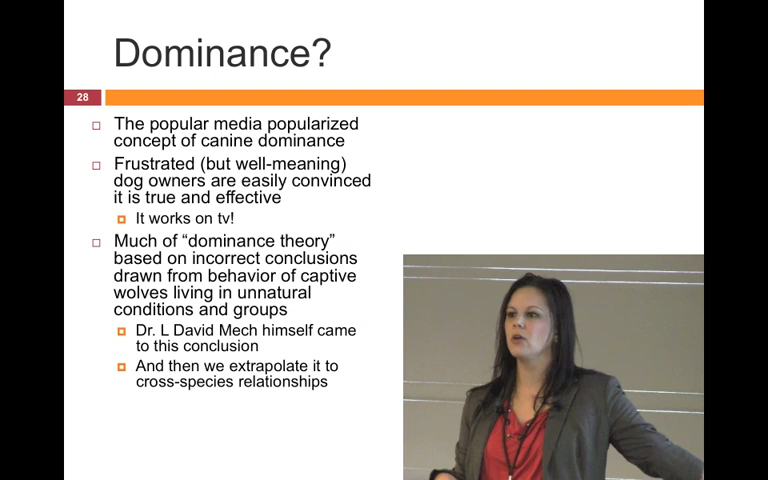 Dominance?
28
The popular media popularized
concept of canine dominance
Frustrated (but well-meaning)
dog owners are easily convinced
it is true and effective
It works on tv!
Much of “dominance theory”
based on incorrect conclusions
drawn from behavior of captive
wolves living in unnatural
conditions and groups
Dr. L David Mech himself came
to this conclusion
And then we extrapolate it to
cross-species relationships